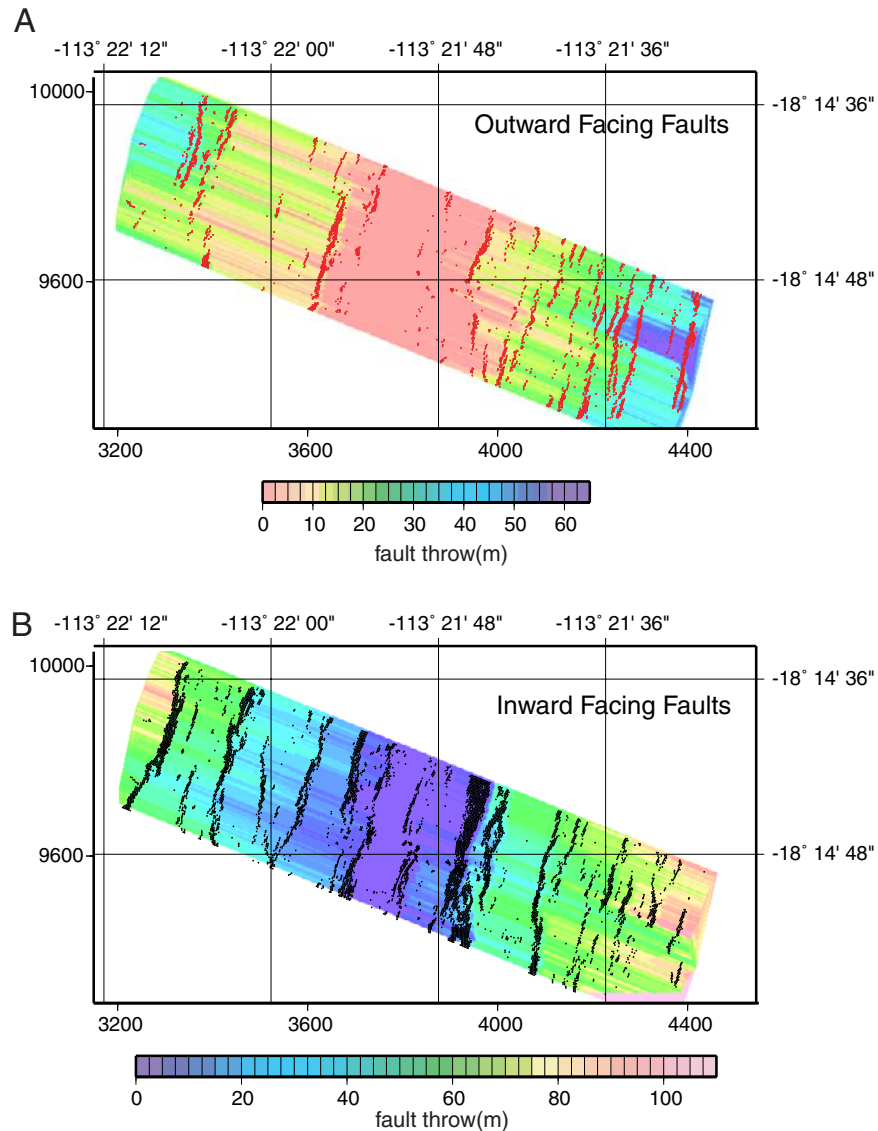 A
-113° 22' 12" -113° 22' 00" -113° 21' 48" -113° 21' 36"
10000
-18° 14' 36"
Outward Facing Faults
9600
-18° 14' 48"
3200 3600 4000 4400
0 10 20 30 40 50 60
fault throw(m)
B
-113° 22' 12" -113° 22' 00" -113° 21' 48" -113° 21' 36"
10000
-18° 14' 36"
Inward Facing Faults
9600
-18° 14' 48"
3200 3600 4000 4400
0 20 40 60 80 100
fault throw(m)